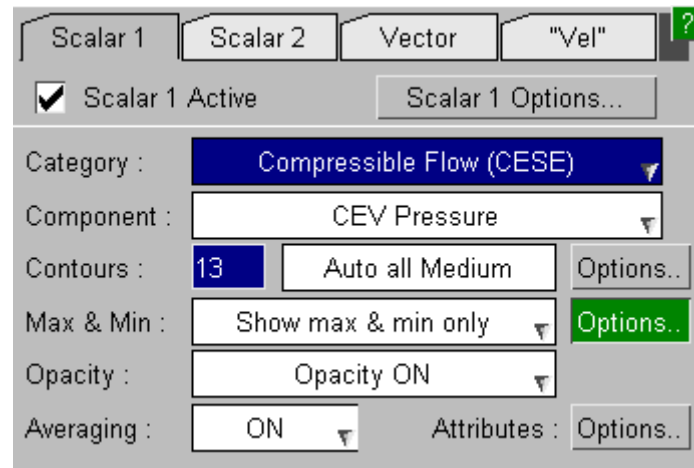 Scalar 1 Scalar 2 Vector "Vel" ?
Scalar 1 Active Scalar 1 Options...
Category : Compressible Flow (CESE)
Component : CEV Pressure
Contours : 13 Auto all Medium Options..
Max & Min : Show max & min only Options..
Opacity : Opacity ON
Averaging : ON Attributes : Options..